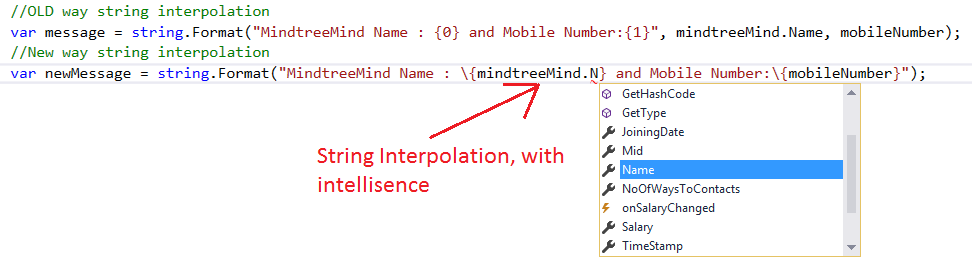 //OLD way string interpolation
var message = string.Format("MindtreeMind Name : {0} and Mobile Number:{1}", mindtreeMind.Name, mobileNumber);
//New way string interpolation
var newMessage = string.Format("MindtreeMind Name : \{mindtreeMind.N} and Mobile Number:\{mobileNumber}");
GetHashCode
GetType
JoiningDate
Mid
Name
NoOfWaysToContacts
onSalaryChanged
Salary
TimeStamp
String Interpolation, with
intellisence